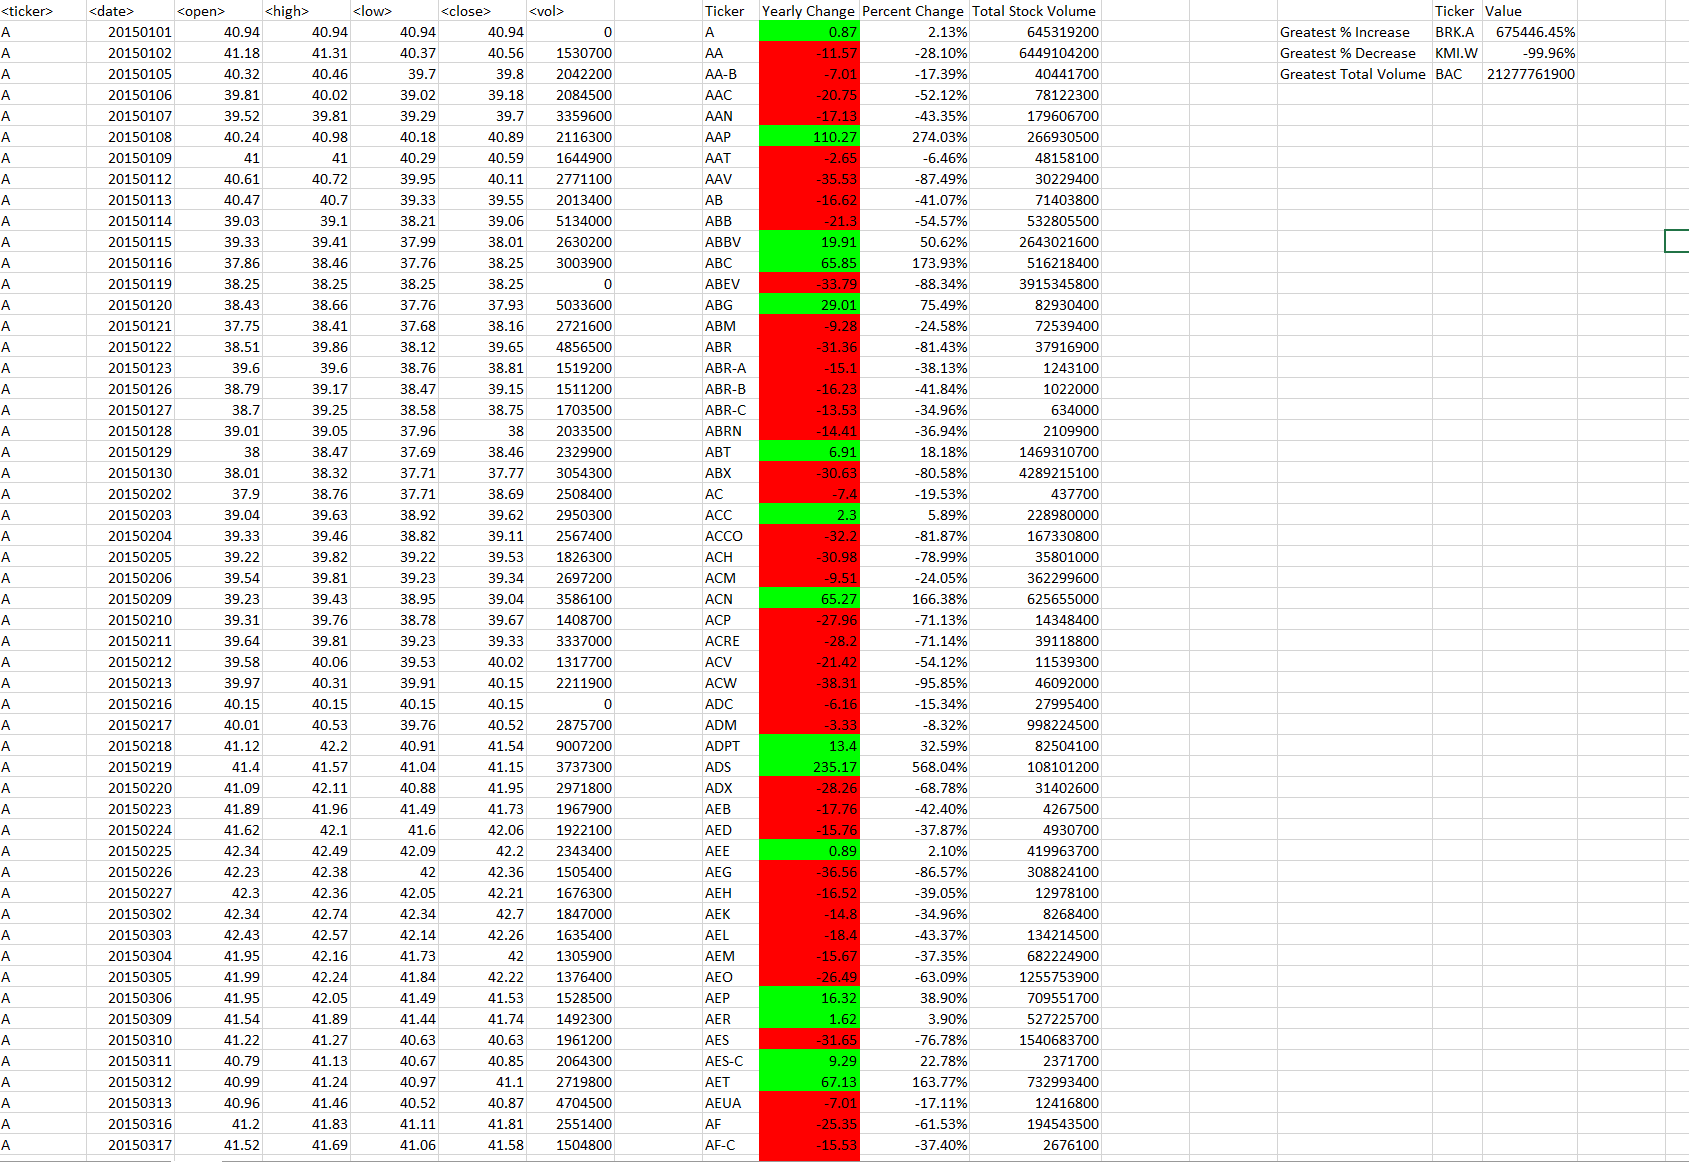 <ticker> <date> <open> <high> <low> <close> <vol> Ticker Yearly Change Percent Change Total Stock Volume Ticker Value
A 20150101 40.94 40.94 40.94 40.94 0 A 0.87 2.13% 645319200 Greatest % Increase BRK.A 675446.45%
A 20150102 41.18 41.31 40.37 40.56 1530700 AA -11.57 -28.10% 6449104200 Greatest % Decrease KMI.W -99.96%
A 20150105 40.32 40.46 39.7 39.8 2042200 AA-B -7.01 -17.39% 40441700 Greatest Total Volume BAC 21277761900
A 20150106 39.81 40.02 39.02 39.18 2084500 AAC -20.75 -52.12% 78122300
A 20150107 39.52 39.81 39.29 39.7 3359600 AAN -17.13 -43.35% 179606700
A 20150108 40.24 40.98 40.18 40.89 2116300 AAP 110.27 274.03% 266930500
A 20150109 41 41 40.29 40.59 1644900 AAT -2.65 -6.46% 48158100
A 20150112 40.61 40.72 39.95 40.11 2771100 AAV -35.53 -87.49% 30229400
A 20150113 40.47 40.7 39.33 39.55 2013400 AB -16.62 -41.07% 71403800
A 20150114 39.03 39.1 38.21 39.06 5134000 ABB -21.3 -54.57% 532805500
A 20150115 39.33 39.41 37.99 38.01 2630200 ABBV 19.91 50.62% 2643021600
A 20150116 37.86 38.46 37.76 38.25 3003900 ABC 65.85 173.93% 516218400
A 20150119 38.25 38.25 38.25 38.25 0 ABEV -33.79 -88.34% 3915345800
A 20150120 38.43 38.66 37.76 37.93 5033600 ABG 29.01 75.49% 82930400
A 20150121 37.75 38.41 37.68 38.16 2721600 ABM -9.28 -24.58% 72539400
A 20150122 38.51 39.86 38.12 39.65 4856500 ABR -31.36 -81.43% 37916900
A 20150123 39.6 39.6 38.76 38.81 1519200 ABR-A -15.1 -38.13% 1243100
A 20150126 38.79 39.17 38.47 39.15 1511200 ABR-B -16.23 -41.84% 1022000
A 20150127 38.7 39.25 38.58 38.75 1703500 ABR-C -13.53 -34.96% 634000
A 20150128 39.01 39.05 37.96 38 2033500 ABRN -14.41 -36.94% 2109900
A 20150129 38 38.47 37.69 38.46 2329900 ABT 6.91 18.18% 1469310700
A 20150130 38.01 38.32 37.71 37.77 3054300 ABX -30.63 -80.58% 4289215100
A 20150202 37.9 38.76 37.71 38.69 2508400 AC -7.4 -19.53% 437700
A 20150203 39.04 39.63 38.92 39.62 2950300 ACC 2.3 5.89% 228980000
A 20150204 39.33 39.46 38.82 39.11 2567400 ACCO -32.2 -81.87% 167330800
A 20150205 39.22 39.82 39.22 39.53 1826300 ACH -30.98 -78.99% 35801000
A 20150206 39.54 39.81 39.23 39.34 2697200 ACM -9.51 -24.05% 362299600
A 20150209 39.23 39.43 38.95 39.04 3586100 ACN 65.27 166.38% 625655000
A 20150210 39.31 39.76 38.78 39.67 1408700 ACP -27.96 -71.13% 14348400
A 20150211 39.64 39.81 39.23 39.33 3337000 ACRE -28.2 -71.14% 39118800
A 20150212 39.58 40.06 39.53 40.02 1317700 ACV -21.42 -54.12% 11539300
A 20150213 39.97 40.31 39.91 40.15 2211900 ACW -38.31 -95.85% 46092000
A 20150216 40.15 40.15 40.15 40.15 0 ADC -6.16 -15.34% 27995400
A 20150217 40.01 40.53 39.76 40.52 2875700 ADM -3.33 -8.32% 998224500
A 20150218 41.12 42.2 40.91 41.54 9007200 ADPT 13.4 32.59% 82504100
A 20150219 41.4 41.57 41.04 41.15 3737300 ADS 235.17 568.04% 108101200
A 20150220 41.09 42.11 40.88 41.95 2971800 ADX -28.26 -68.78% 31402600
A 20150223 41.89 41.96 41.49 41.73 1967900 AEB -17.76 -42.40% 4267500
A 20150224 41.62 42.1 41.6 42.06 1922100 AED -15.76 -37.87% 4930700
A 20150225 42.34 42.49 42.09 42.2 2343400 AEE 0.89 2.10% 419963700
A 20150226 42.23 42.38 42 42.36 1505400 AEG -36.56 -86.57% 308824100
A 20150227 42.3 42.36 42.05 42.21 1676300 AEH -16.52 -39.05% 12978100
A 20150302 42.34 42.74 42.34 42.7 1847000 AEK -14.8 -34.96% 8268400
A 20150303 42.43 42.57 42.14 42.26 1635400 AEL -18.4 -43.37% 134214500
A 20150304 41.95 42.16 41.73 42 1305900 AEM -15.67 -37.35% 682224900
A 20150305 41.99 42.24 41.84 42.22 1376400 AEO -26.49 -63.09% 1255753900
A 20150306 41.95 42.05 41.49 41.53 1528500 AEP 16.32 38.90% 709551700
A 20150309 41.54 41.89 41.44 41.74 1492300 AER 1.62 3.90% 527225700
A 20150310 41.22 41.27 40.63 40.63 1961200 AES -31.65 -76.78% 1540683700
A 20150311 40.79 41.13 40.67 40.85 2064300 AES-C 9.29 22.78% 2371700
A 20150312 40.99 41.24 40.97 41.1 2719800 AET 67.13 163.77% 732993400
A 20150313 40.96 41.46 40.52 40.87 4704500 AEUA -7.01 -17.11% 12416800
A 20150316 41.2 41.83 41.11 41.81 2551400 AF -25.35 -61.53% 194543500
A 20150317 41.52 41.69 41.06 41.58 1504800 AF-C -15.53 -37.40% 2676100